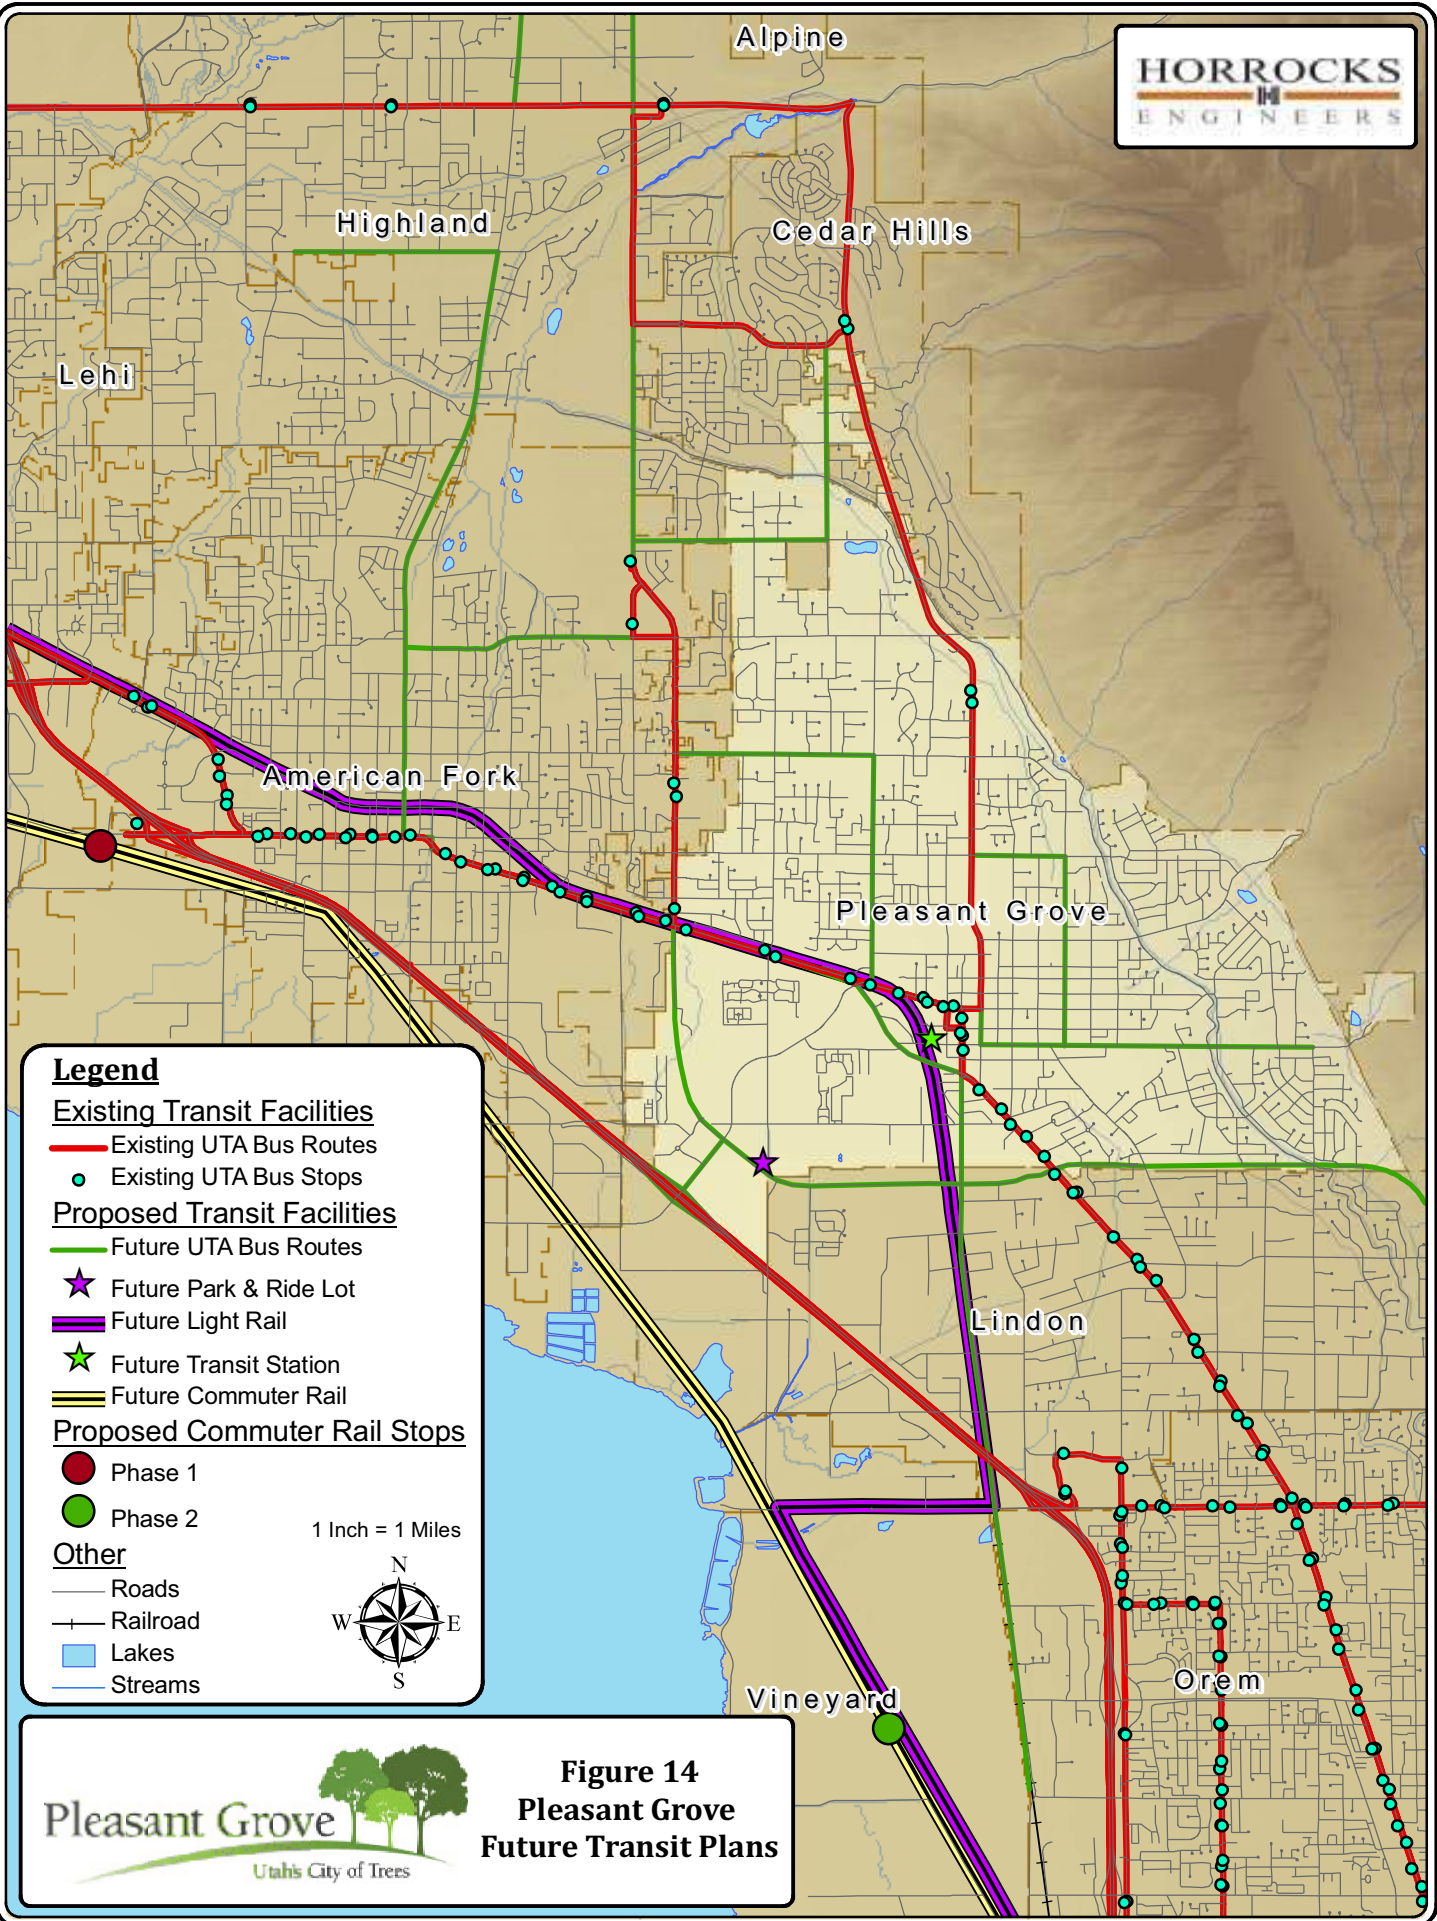 Alpine
HORROCKS
ENGINEERS
Highland
Cedar Hills
Lehi
American Fork
Pleasant Grove
Legend
Existing Transit Facilities
Existing UTA Bus Routes
Existing UTA Bus Stops
Proposed Transit Facilities
Future UTA Bus Routes
Future Park & Ride Lot
Future Light Rail
Future Transit Station
Future Commuter Rail
Proposed Commuter Rail Stops
Phase 1
Phase 2
1 Inch = 1 Miles
Other
Roads
Railroad
Lakes
Streams
N
W
E
S
Lindon
Orem
Vineyard
Pleasant Grove
Utah's City of Trees
Figure 14
Pleasant Grove
Future Transit Plans